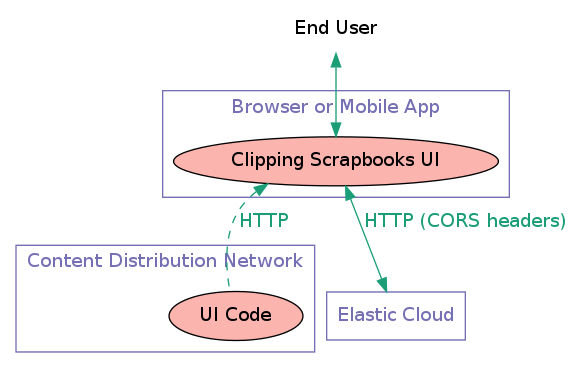 End User
Browser or Mobile App
Clipping Scrapbooks UI
HTTP
HTTP (CORS headers)
Content Distribution Network
UI Code
Elastic Cloud